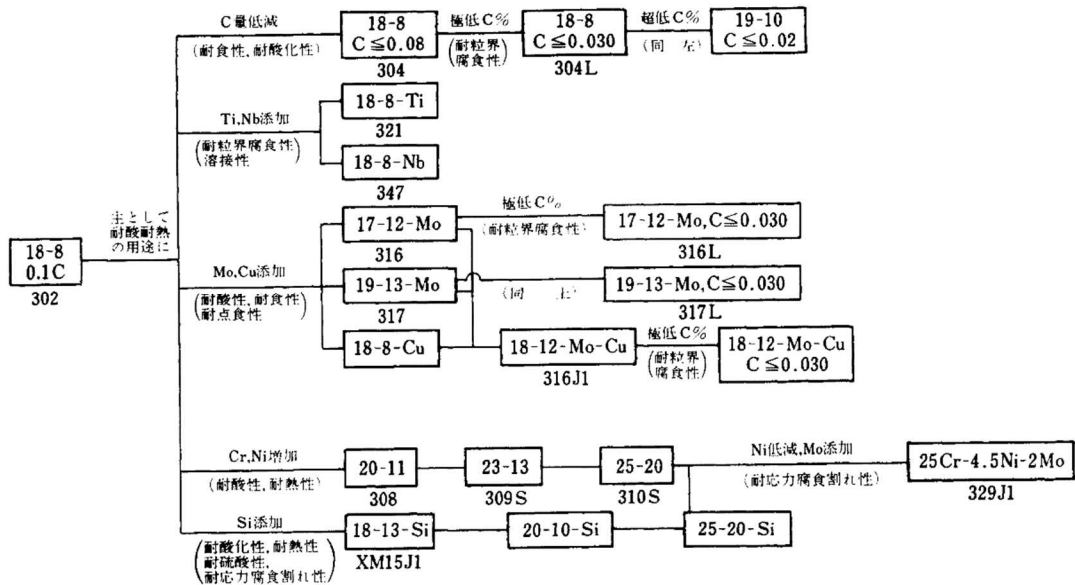 18-8
0.1C
302
主として
耐酸耐熱
の用途に
C量低減
(耐食性,耐酸化性)
18-8
C≦0.08
304
極低C%
(耐粒界
腐食性)
18-8
C≦0.030
304L
超低C%
(同 左)
19-10
C≦0.02
Ti,Nb添加
(耐粒界腐食性
溶接性)
18-8-Ti
321
18-8-Nb
347
Mo,Cu添加
(耐酸性,耐食性
耐点食性)
17-12-Mo
316
極低C%
(耐粒界腐食性)
17-12-Mo,C≦0.030
316L
19-13-Mo
317
(同 左)
19-13-Mo,C≦0.030
317L
18-8-Cu
18-12-Mo-Cu
316J1
極低C%
(耐粒界
腐食性)
18-12-Mo-Cu
C≦0.030
Cr,Ni増加
(耐酸性,耐熱性)
20-11
308
23-13
309S
25-20
310S
Ni低減,Mo添加
(耐応力腐食割れ性)
25Cr-4.5Ni-2Mo
329J1
Si添加
(耐酸化性,耐熱性
耐硫酸性,
耐応力腐食割れ性)
18-13-Si
XM15J1
20-10-Si
25-20-Si